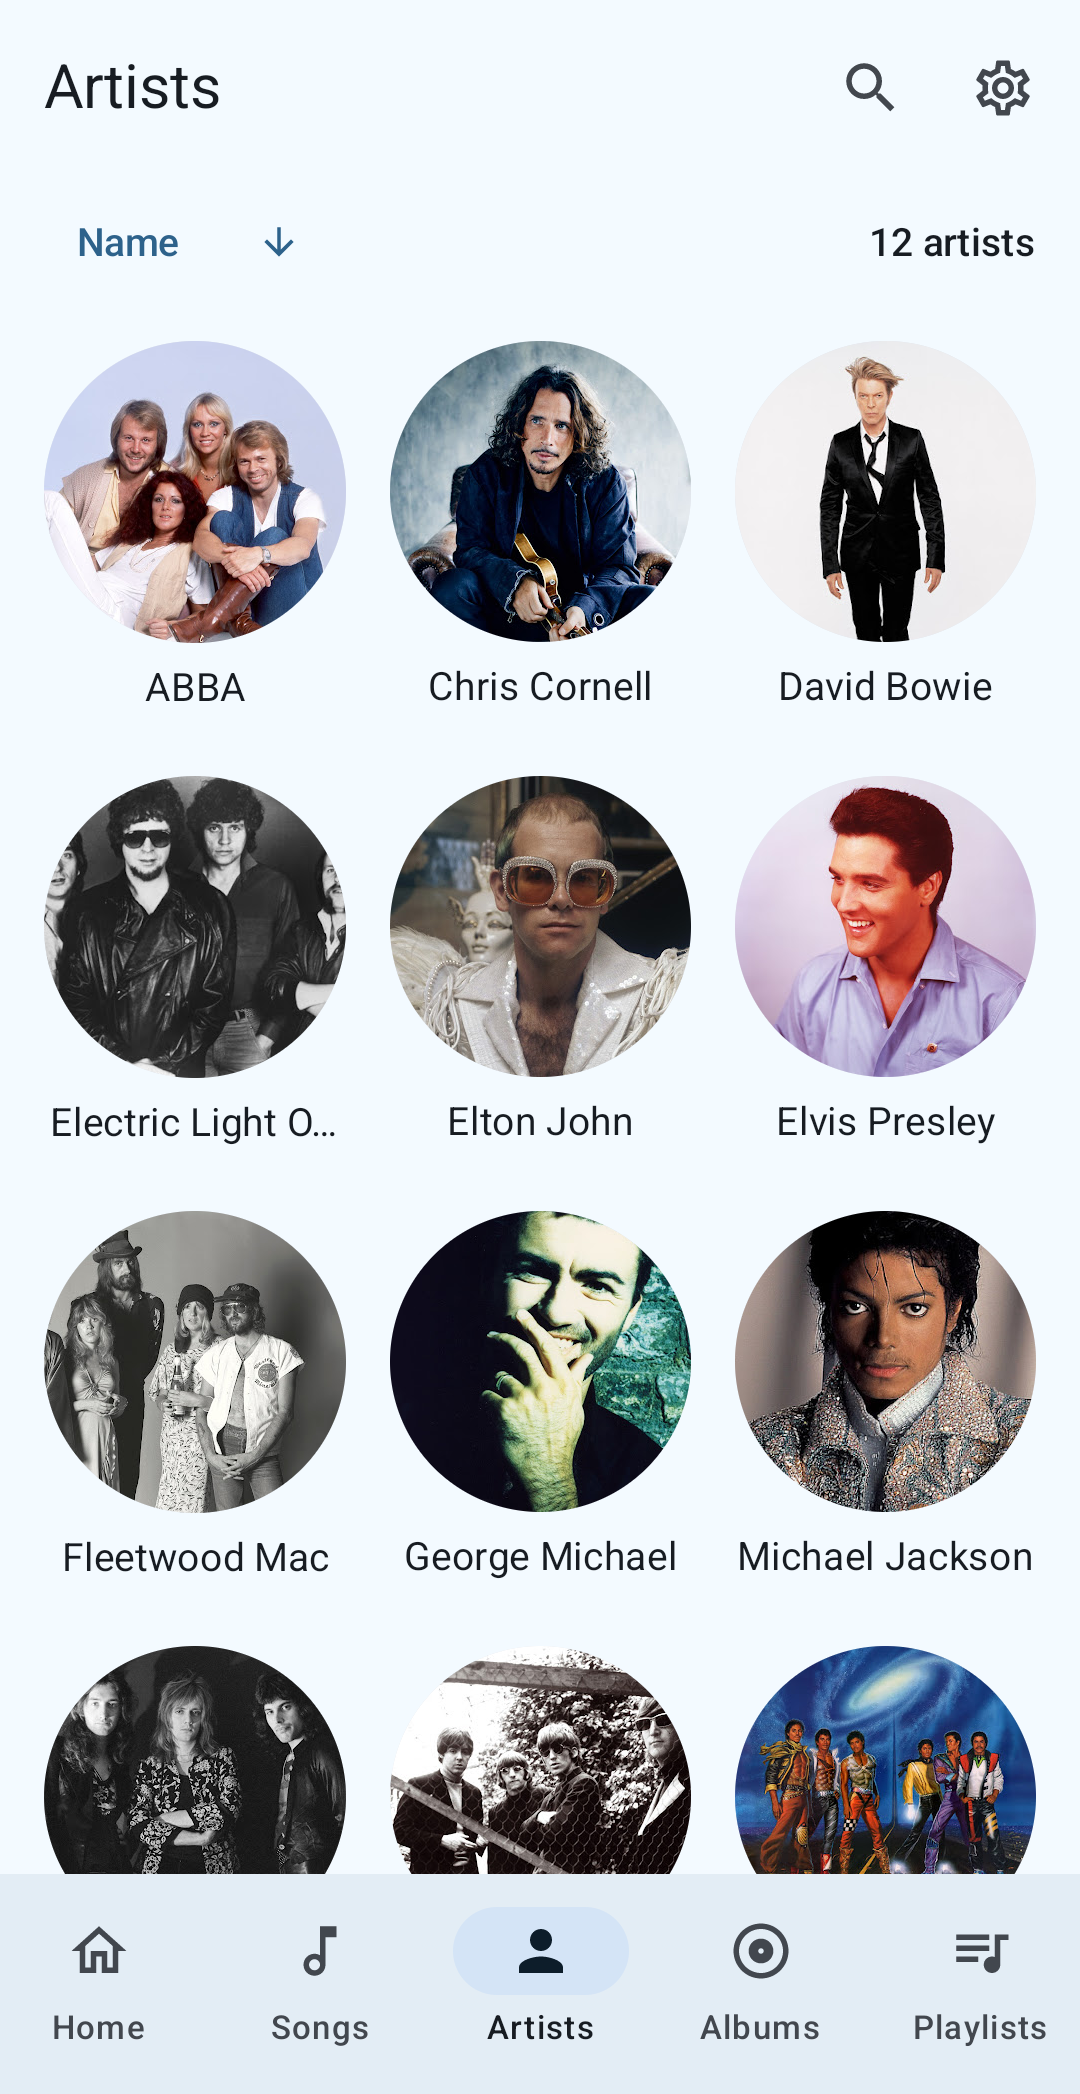 Artists
Name
12 artists
ABBA
Chris Cornell
David Bowie
Electric Light O...
Elton John
Elvis Presley
Fleetwood Mac
George Michael
Michael Jackson
Home
Songs
Artists
Albums
Playlists